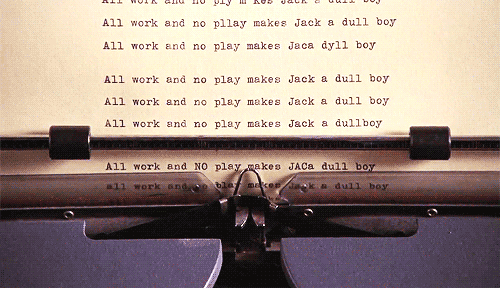 All work and no ply m kes Jack a dull boy
All work and no pllay makes Jack a dull boy
All work and no play makes Jaca dyll boy
All work and no play makes Jack a dull boy
All work and no play makes Jack a dull boy
All work and no play makes Jack a dullboy
All work and NO play makes JACa dull boy
all work and no blay makes Jack a dull boy